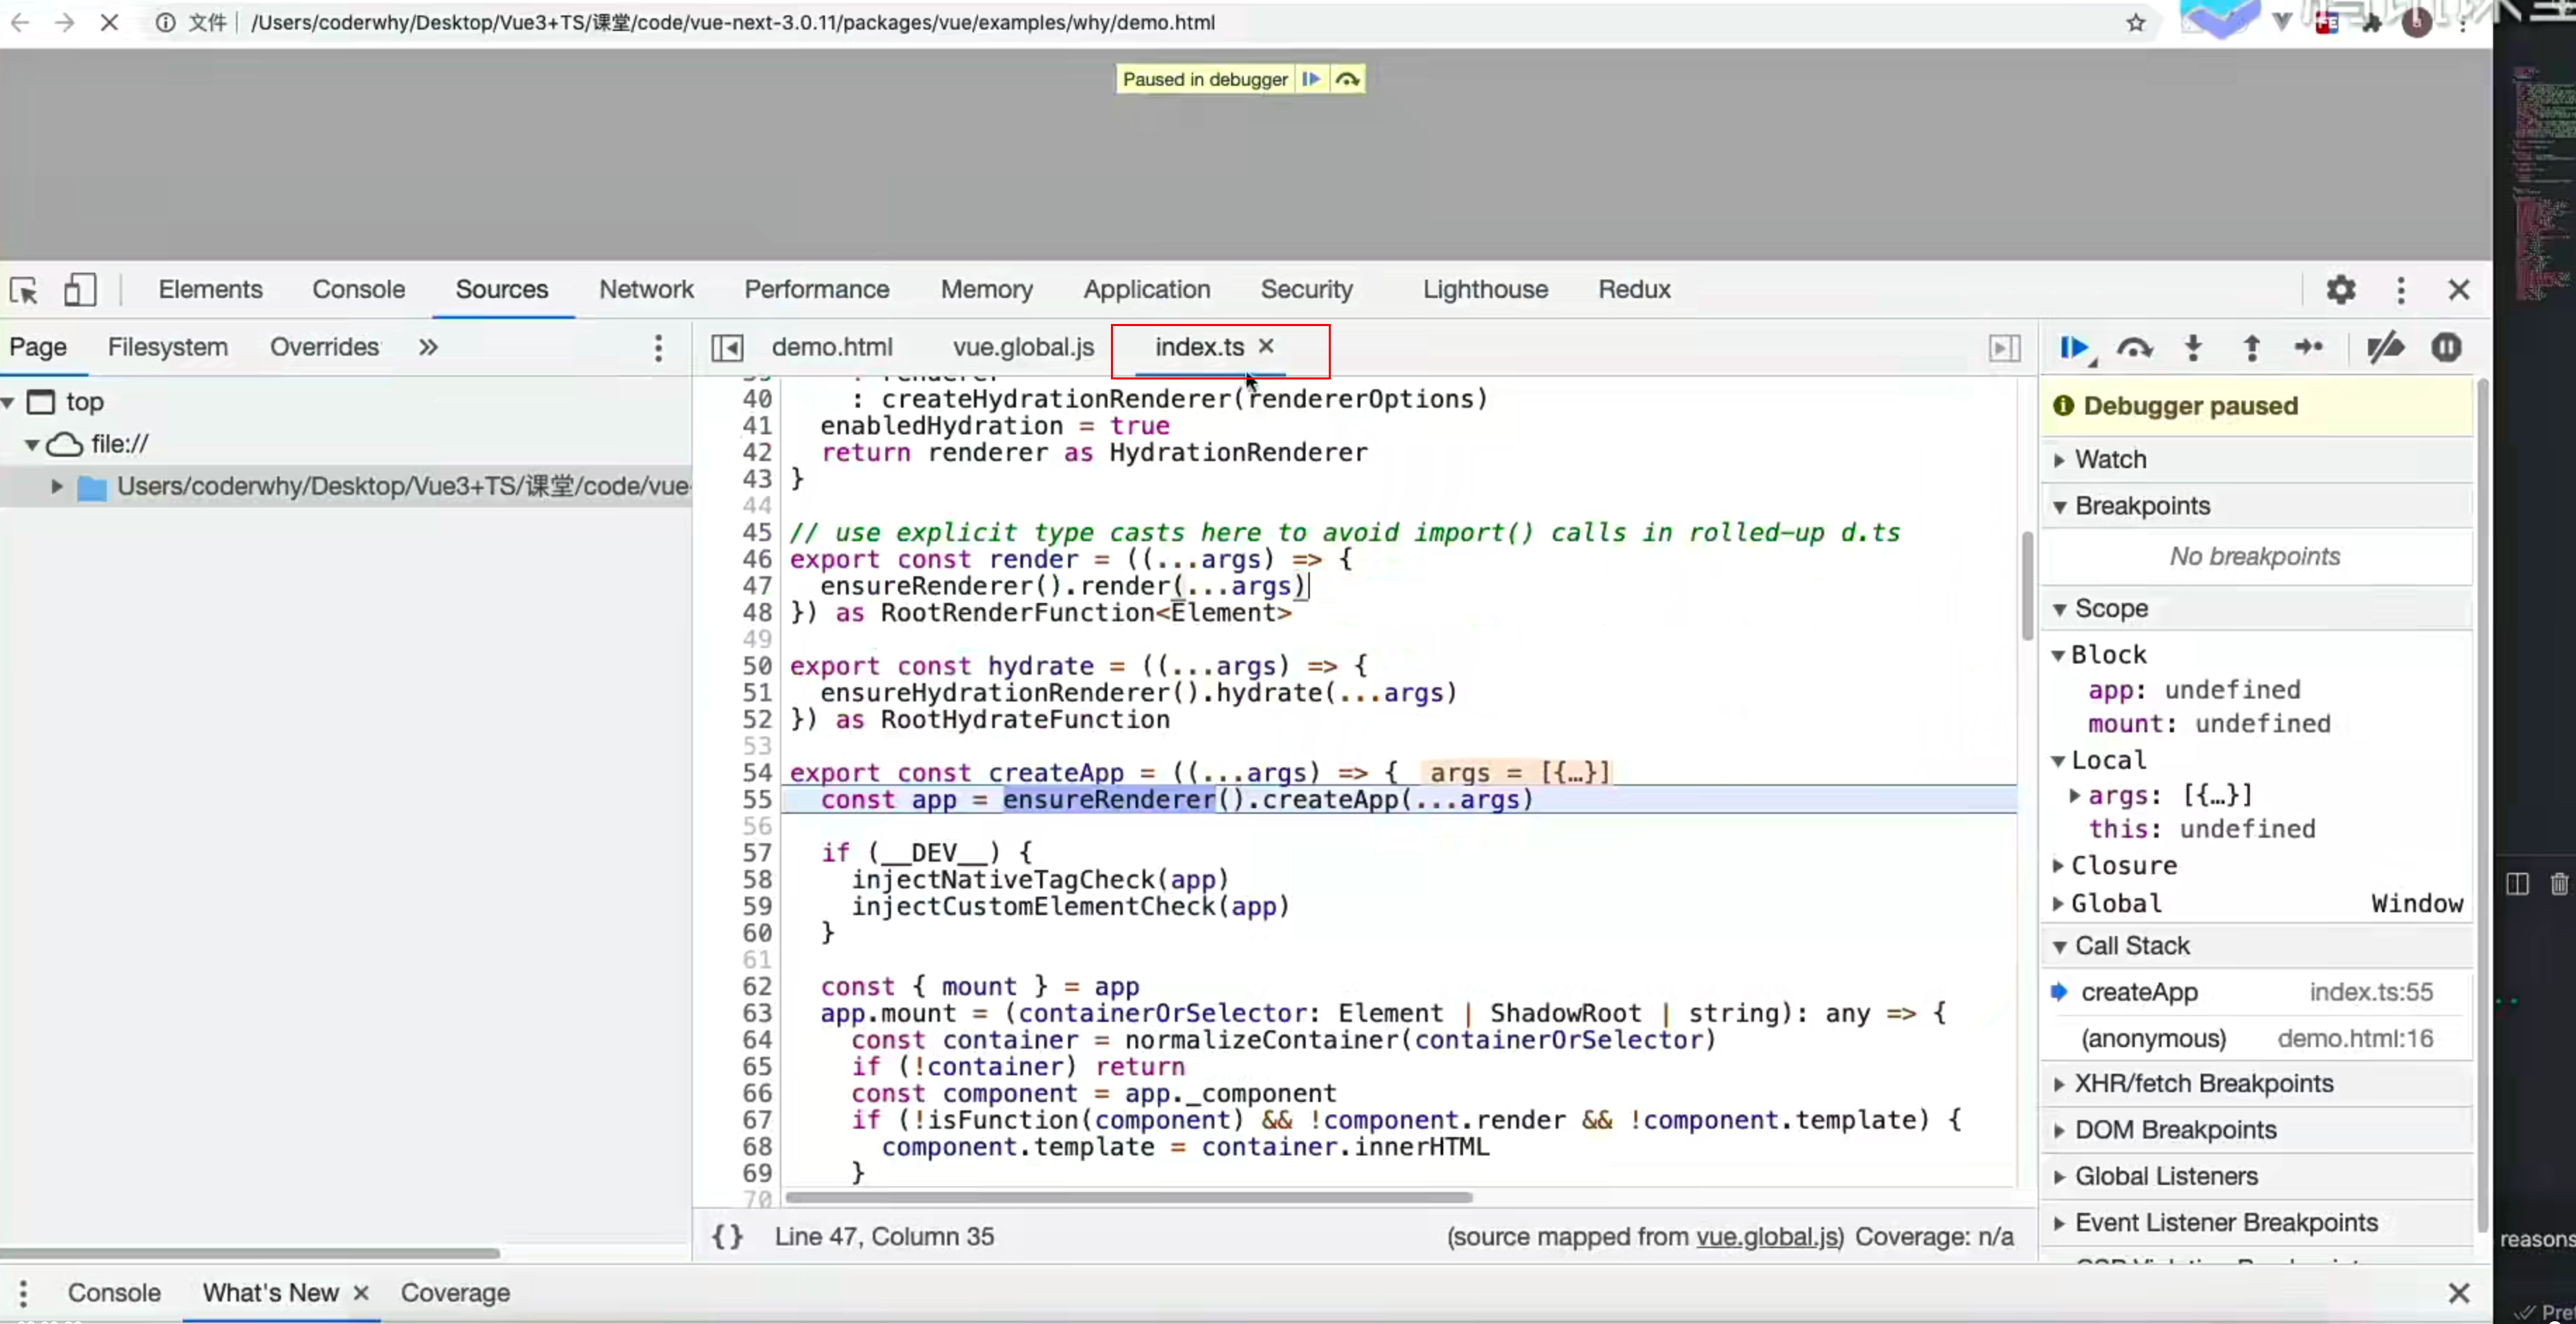 文件 /Users/coderwhy/Desktop/Vue3+TS/课堂/code/vue-next-3.0.11/packages/vue/examples/why/demo.html
Paused in debugger
Elements Console Sources Network Performance Memory Application Security Lighthouse Redux
Page Filesystem Overrides »
demo.html vue.global.js index.ts ×
top
file://
Users/coderwhy/Desktop/Vue3+TS/课堂/code/vue-
40 : createHydrationRenderer(rendererOptions)
41 enabledHydration = true
42 return renderer as HydrationRenderer
43 }
44
45 // use explicit type casts here to avoid import() calls in rolled-up d.ts
46 export const render = ((...args) => {
47 ensureRenderer().render(...args)
48 }) as RootRenderFunction<Element>
49
50 export const hydrate = ((...args) => {
51 ensureHydrationRenderer().hydrate(...args)
52 }) as RootHydrateFunction
53
54 export const createApp = ((...args) => { args = [{…}]
55 const app = ensureRenderer().createApp(...args)
56
57 if (__DEV__) {
58 injectNativeTagCheck(app)
59 injectCustomElementCheck(app)
60 }
61
62 const { mount } = app
63 app.mount = (containerOrSelector: Element | ShadowRoot | string): any => {
64 const container = normalizeContainer(containerOrSelector)
65 if (!container) return
66 const component = app._component
67 if (!isFunction(component) && !component.render && !component.template) {
68 component.template = container.innerHTML
69 }
70
{} Line 47, Column 35 (source mapped from vue.global.js) Coverage: n/a
Debugger paused
Watch
Breakpoints
No breakpoints
Scope
Block
app: undefined
mount: undefined
Local
args: [{…}]
this: undefined
Closure
Global Window
Call Stack
createApp index.ts:55
(anonymous) demo.html:16
XHR/fetch Breakpoints
DOM Breakpoints
Global Listeners
Event Listener Breakpoints
reasons
Console What's New × Coverage